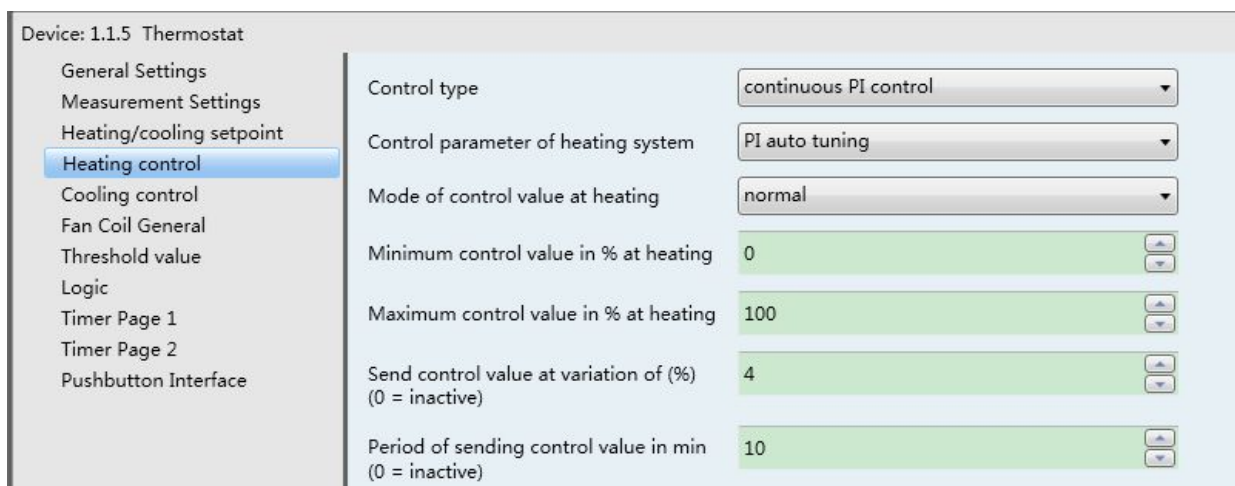 Device: 1.1.5 Thermostat
General Settings
Measurement Settings
Heating/cooling setpoint
Heating control
Cooling control
Fan Coil General
Threshold value
Logic
Timer Page 1
Timer Page 2
Pushbutton Interface
Control type
continuous PI control
Control parameter of heating system
PI auto tuning
Mode of control value at heating
normal
Minimum control value in % at heating
0
Maximum control value in % at heating
100
Send control value at variation of (%)
(0 = inactive)
4
Period of sending control value in min
(0 = inactive)
10